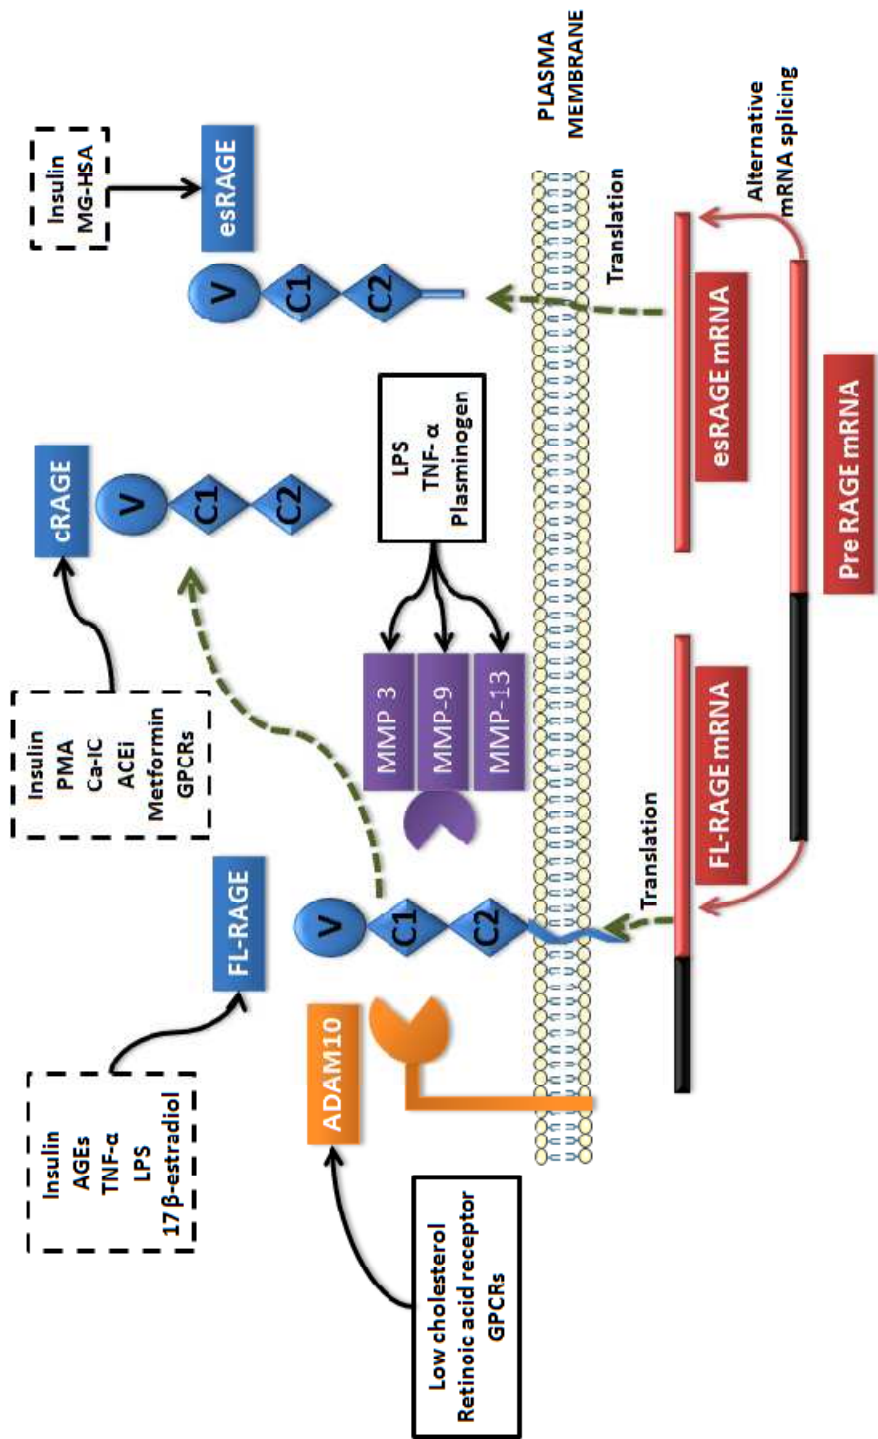 Insulin
AGEs
TNF-α
LPS
17 β-estradiol
FL-RAGE
Insulin
PMA
Ca-IC
ACEi
Metformin
GPCRs
cRAGE
Insulin
MG-HSA
esRAGE
V
C1
C2
V
C1
C2
V
C1
C2
Low cholesterol
Retinoic acid receptor
GPCRs
ADAM10
MMP 3
MMP-9
MMP-13
LPS
TNF- α
Plasminogen
PLASMA
MEMBRANE
Translation
Translation
FL-RAGE mRNA
esRAGE mRNA
Alternative
mRNA splicing
Pre RAGE mRNA